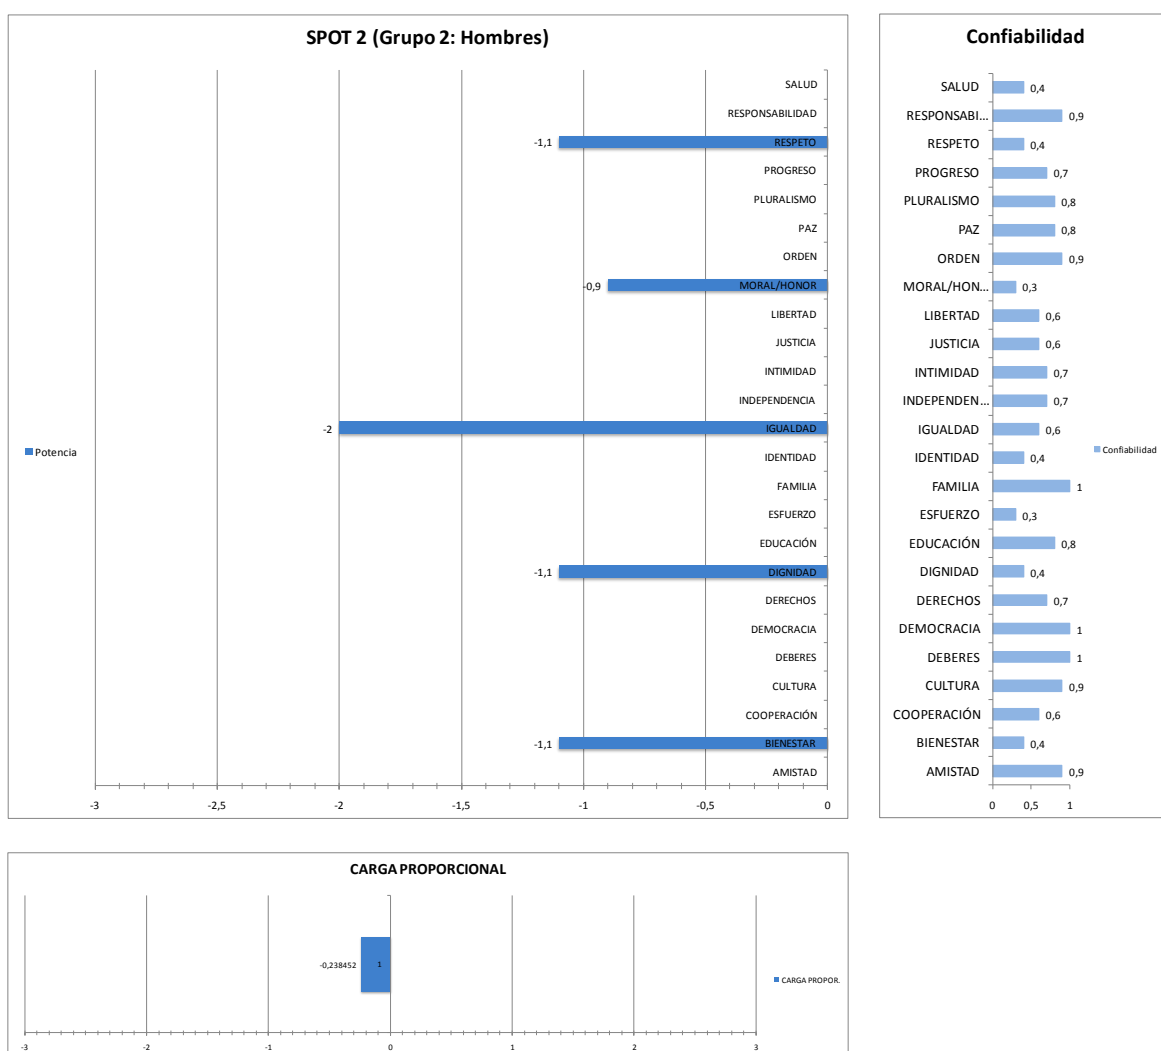 SPOT 2 (Grupo 2: Hombres)
SALUD
RESPONSABILIDAD
-1,1 RESPETO
PROGRESO
PLURALISMO
PAZ
ORDEN
-0,9 MORAL/HONOR
LIBERTAD
JUSTICIA
INTIMIDAD
INDEPENDENCIA
-2 IGUALDAD
Potencia
IDENTIDAD
FAMILIA
ESFUERZO
EDUCACIÓN
-1,1 DIGNIDAD
DERECHOS
DEMOCRACIA
DEBERES
CULTURA
COOPERACIÓN
-1,1 BIENESTAR
AMISTAD
-3 -2,5 -2 -1,5 -1 -0,5 0
Confiabilidad
SALUD 0,4
RESPONSABI... 0,9
RESPETO 0,4
PROGRESO 0,7
PLURALISMO 0,8
PAZ 0,8
ORDEN 0,9
MORAL/HON... 0,3
LIBERTAD 0,6
JUSTICIA 0,6
INTIMIDAD 0,7
INDEPENDEN... 0,7
IGUALDAD 0,6
Confiabilidad
IDENTIDAD 0,4
FAMILIA 1
ESFUERZO 0,3
EDUCACIÓN 0,8
DIGNIDAD 0,4
DERECHOS 0,7
DEMOCRACIA 1
DEBERES 1
CULTURA 0,9
COOPERACIÓN 0,6
BIENESTAR 0,4
AMISTAD 0,9
0 0,5 1
CARGA PROPORCIONAL
-0,238452 1
CARGA PROPOR.
-3 -2 -1 0 1 2 3